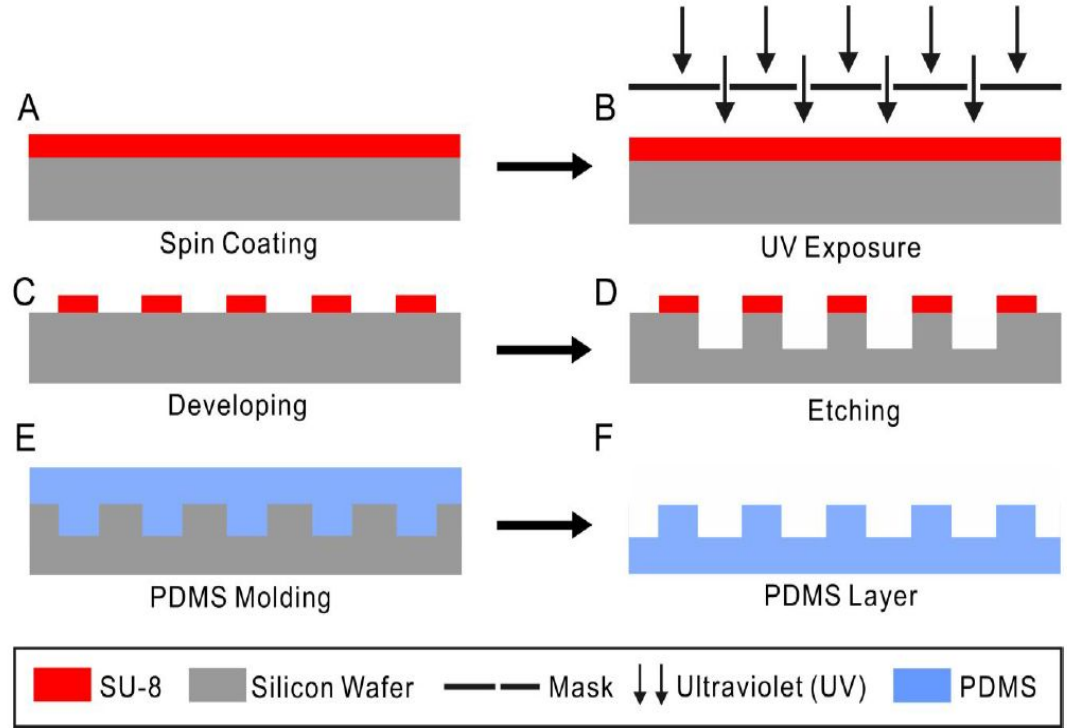 A
B
Spin Coating
UV Exposure
C
D
Developing
Etching
E
F
PDMS Molding
PDMS Layer
SU-8 Silicon Wafer Mask Ultraviolet (UV) PDMS